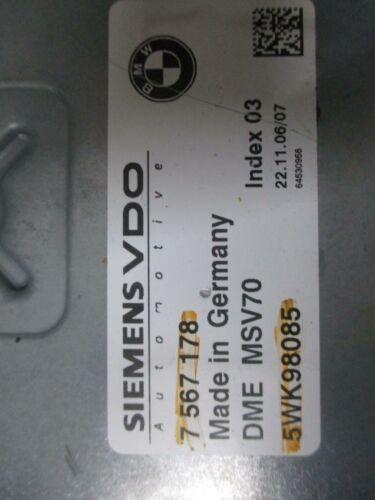 BMW
SIEMENS VDO
Automotive
7 567 178
Made in Germany
DME MSV70 Index 03
5WK98085 22.11.06/07
64630966